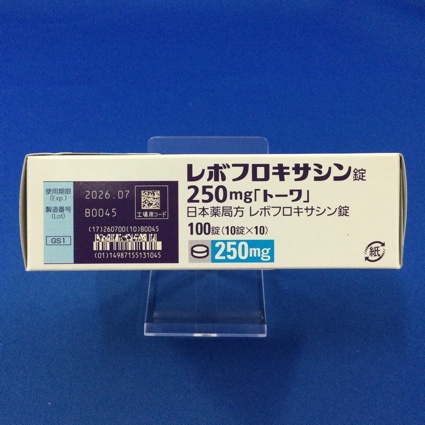 使用期限
(Exp.)
2026.07
製造番号
(Lot)
B0045
工場用コード
GS1
(17)260700(10)B0045
(01)14987155131045
レボフロキサシン錠
250mg「トーワ」
日本薬局方 レボフロキサシン錠
100錠(10錠×10)
250mg
紙